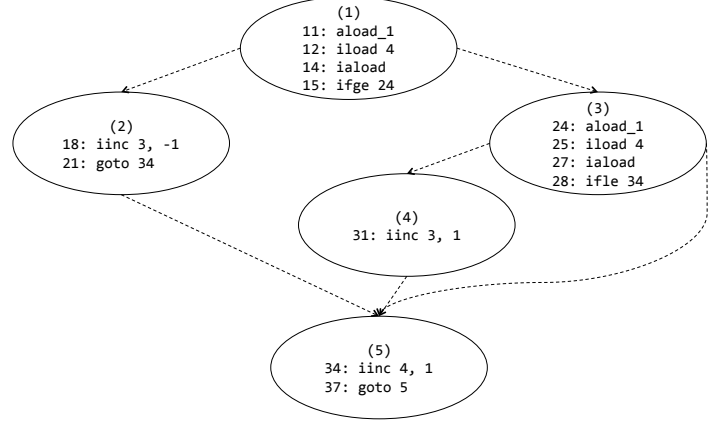 (1)
11: aload_1
12: iload 4
14: iaload
15: ifge 24
(2)
18: iinc 3, -1
21: goto 34
(3)
24: aload_1
25: iload 4
27: iaload
28: ifle 34
(4)
31: iinc 3, 1
(5)
34: iinc 4, 1
37: goto 5